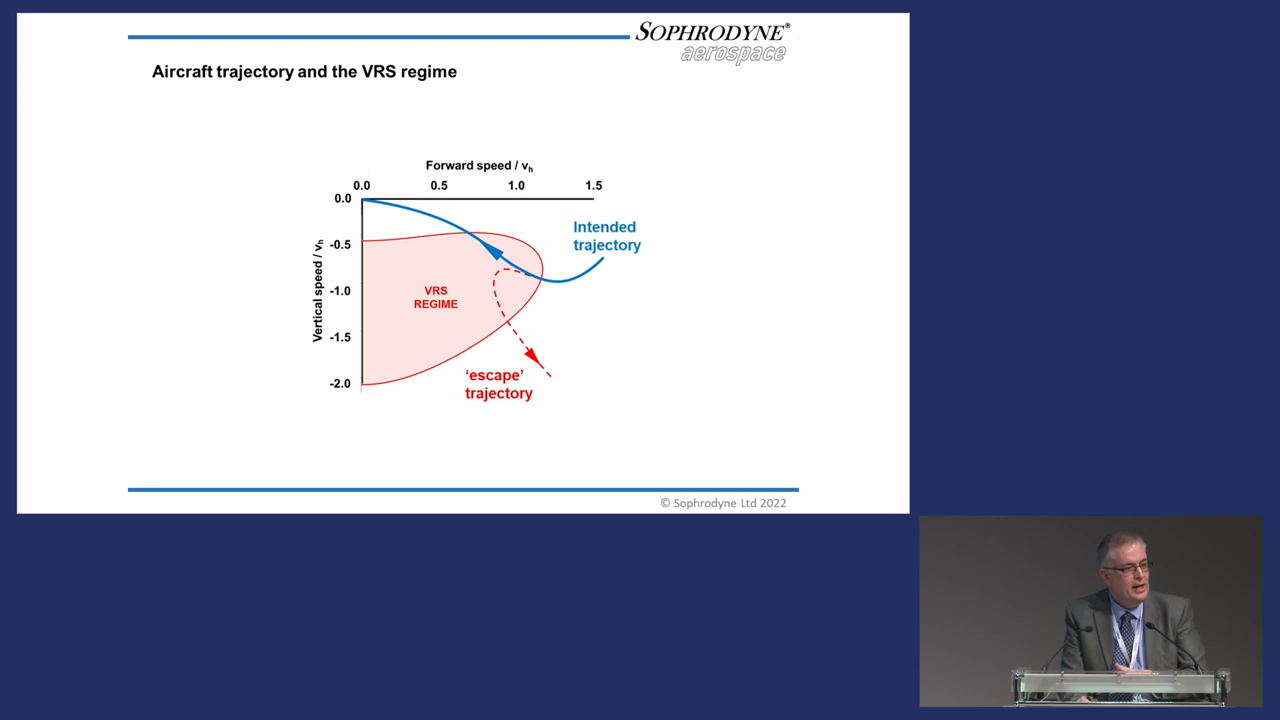 SOPHRODYNE®
aerospace
Aircraft trajectory and the VRS regime
Forward speed / vh
0.0 0.5 1.0 1.5
0.0
-0.5
-1.0
-1.5
-2.0
Vertical speed / vh
Intended
trajectory
VRS
REGIME
‘escape’
trajectory
© Sophrodyne Ltd 2022